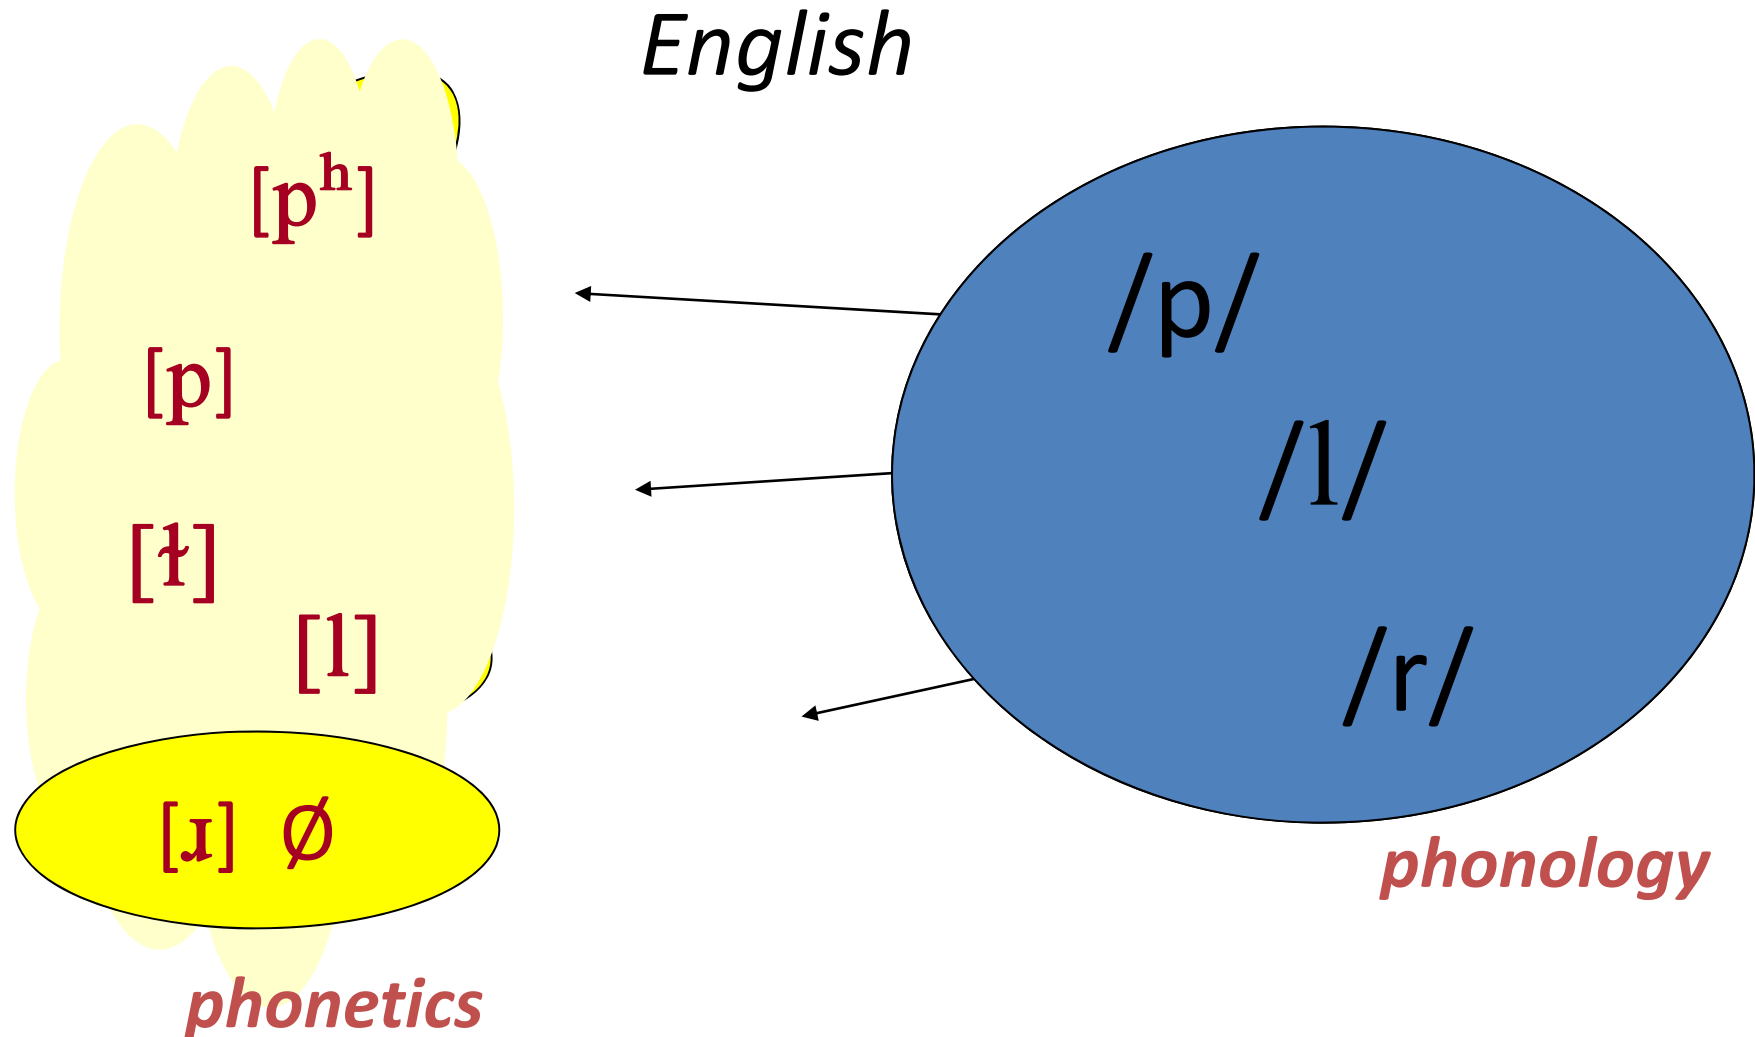 English
[pʰ]
/p/
[p]
/l/
[ɫ]
[l]
/r/
[ɹ] Ø
phonology
phonetics